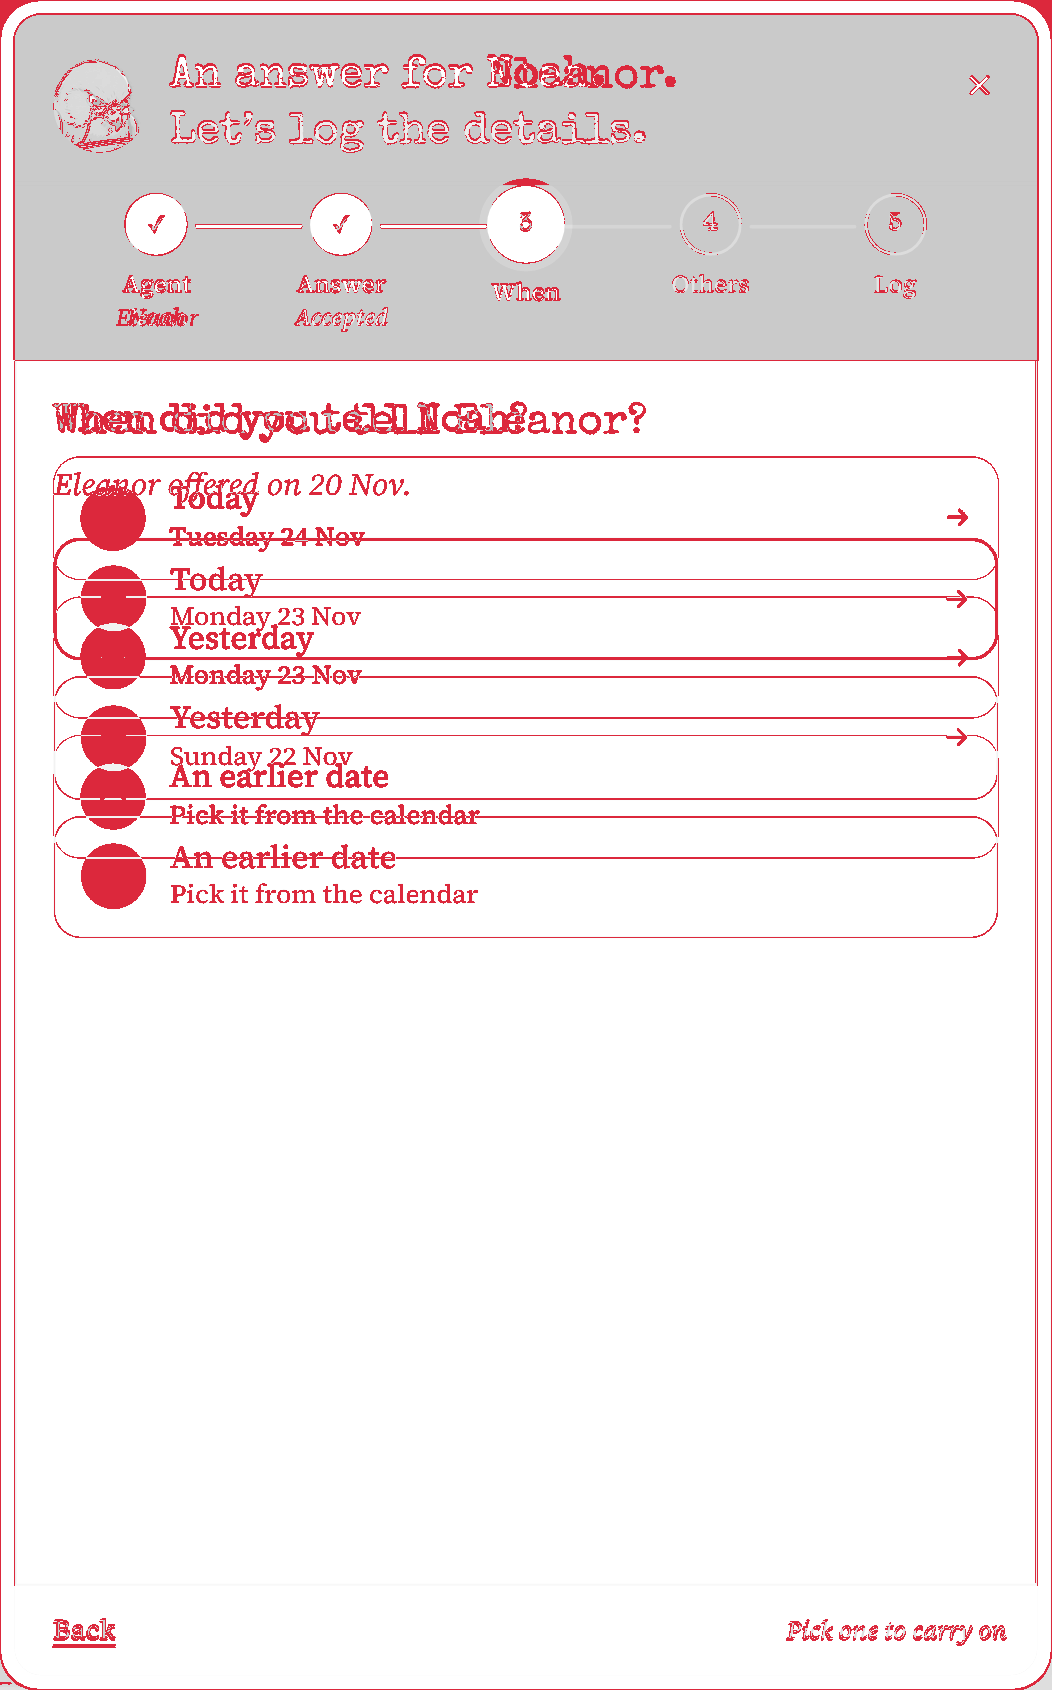 An answer for Eleanor.
Let's log the details.
✓
✓
3
4
5
Agent
Answer
When
Others
Log
Accepted
When did you tell Eleanor?
Eleanor offered on 20 Nov.
Today
Tuesday 24 Nov
Today
Monday 23 Nov
Yesterday
Monday 23 Nov
Yesterday
Sunday 22 Nov
An earlier date
Pick it from the calendar
An earlier date
Pick it from the calendar
Back
Pick one to carry on